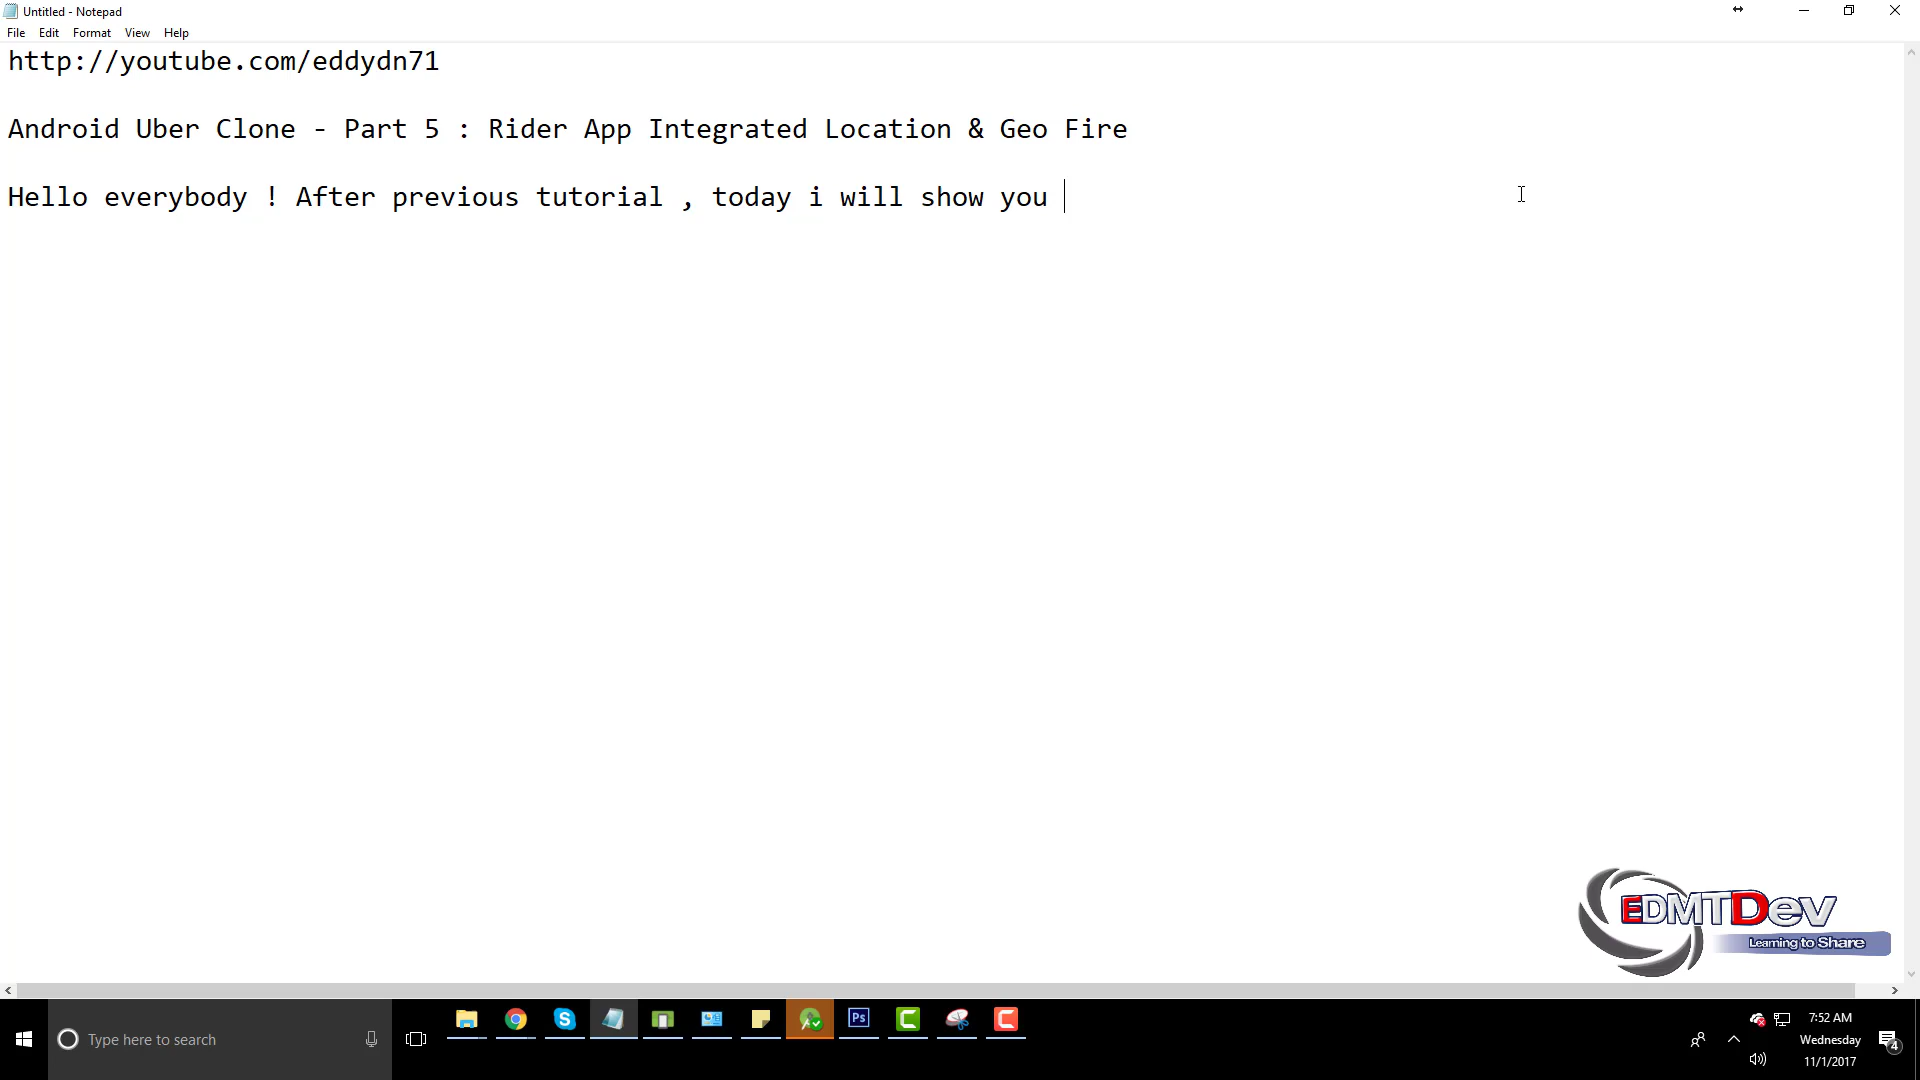 Untitled - Notepad
File Edit Format View Help
http://youtube.com/eddydn71
Android Uber Clone - Part 5 : Rider App Integrated Location & Geo Fire
Hello everybody ! After previous tutorial , today i will show you
EDMTDev
Learning to Share
Type here to search
Ps
7:52 AM
Wednesday
11/1/2017
4